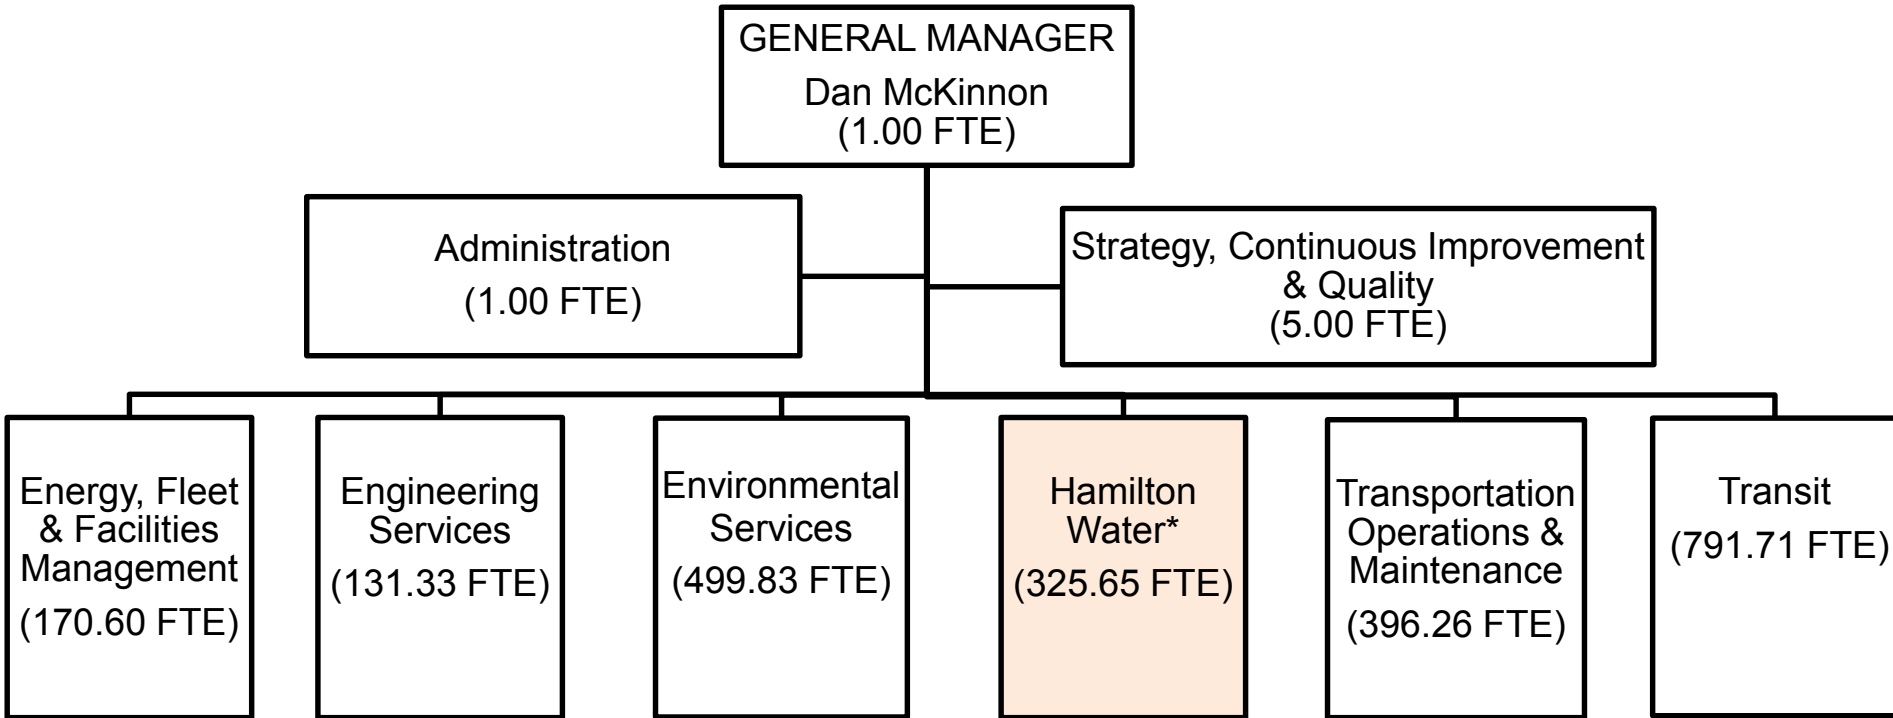 GENERAL MANAGER
Dan McKinnon
(1.00 FTE)
Administration
(1.00 FTE)
Strategy, Continuous Improvement
& Quality
(5.00 FTE)
Energy, Fleet
& Facilities
Management
(170.60 FTE)
Engineering
Services
(131.33 FTE)
Environmental
Services
(499.83 FTE)
Hamilton
Water*
(325.65 FTE)
Transportation
Operations &
Maintenance
(396.26 FTE)
Transit
(791.71 FTE)